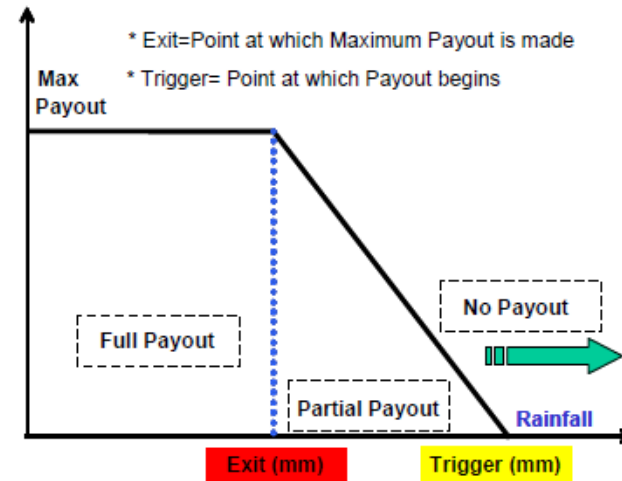 * Exit=Point at which Maximum Payout is made
* Trigger= Point at which Payout begins
Max
Payout
No Payout
Full Payout
Partial Payout
Rainfall
Exit (mm)
Trigger (mm)